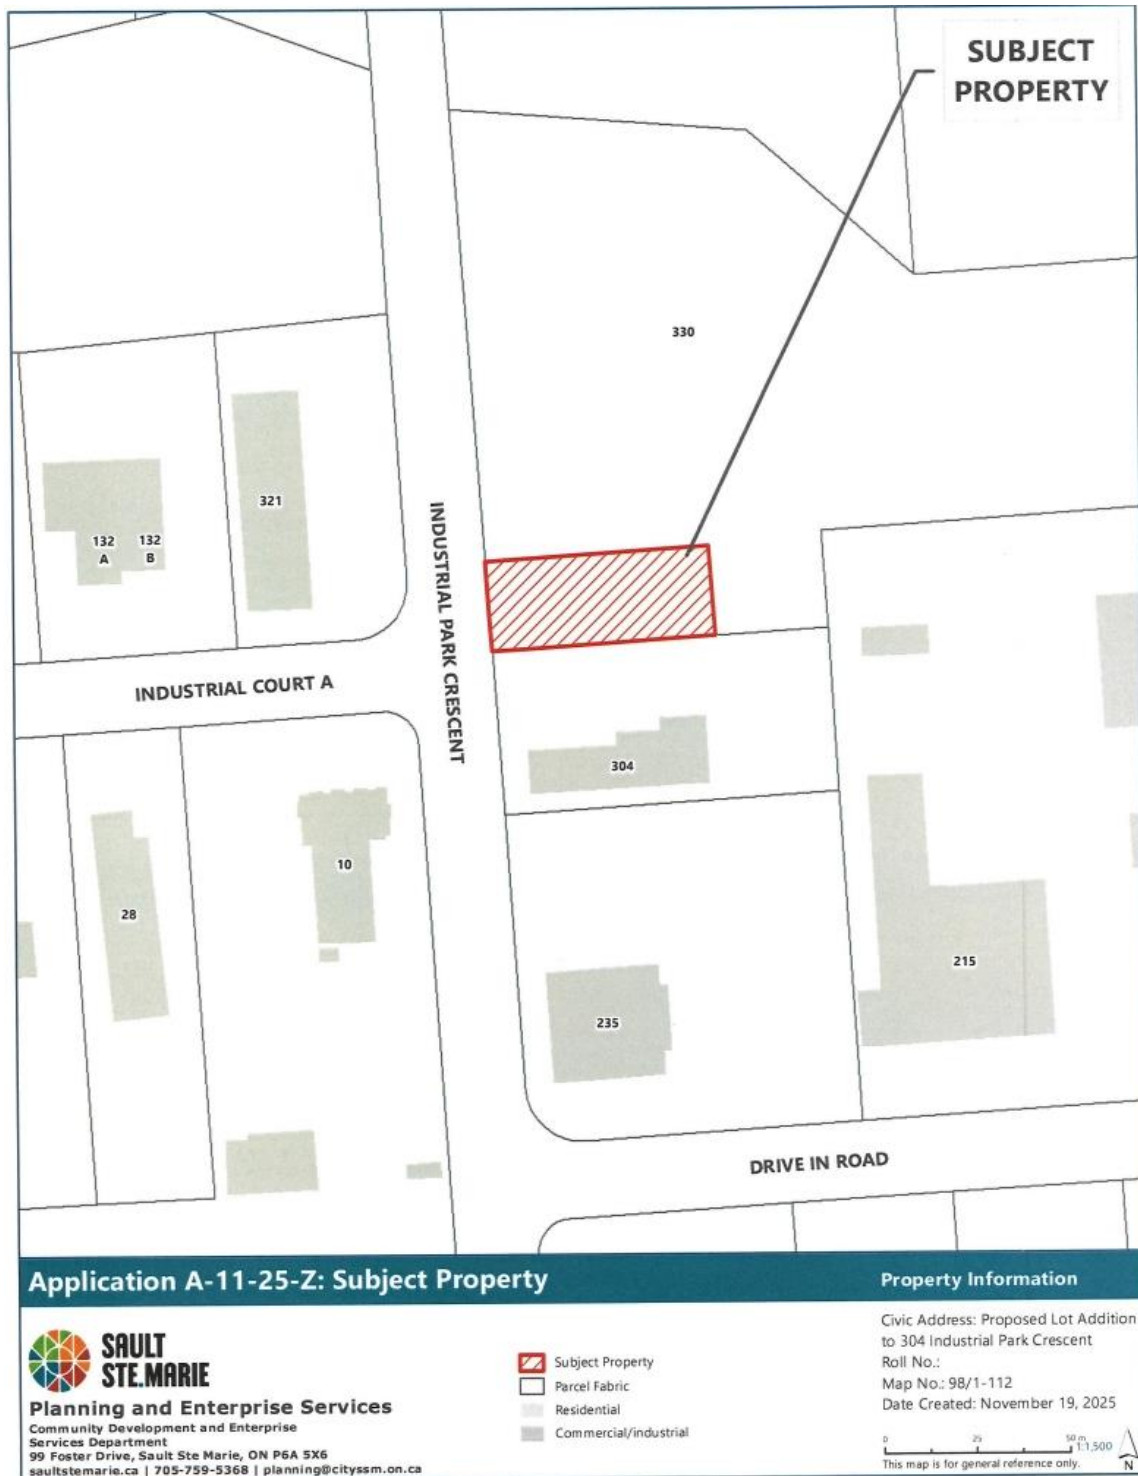 SUBJECT
PROPERTY
330
321
132
A
132
B
INDUSTRIAL PARK CRESCENT
INDUSTRIAL COURT A
304
10
28
215
235
DRIVE IN ROAD
Application A-11-25-Z: Subject Property
Property Information
SAULT
STE.MARIE
Planning and Enterprise Services
Community Development and Enterprise
Services Department
99 Foster Drive, Sault Ste Marie, ON P6A 5X6
saultstemarie.ca | 705-759-5368 | planning@cityssm.on.ca
Subject Property
Parcel Fabric
Residential
Commercial/industrial
Civic Address: Proposed Lot Addition
to 304 Industrial Park Crescent
Roll No.:
Map No.: 98/1-112
Date Created: November 19, 2025
0 25 50 m
1:1,500
This map is for general reference only.
N